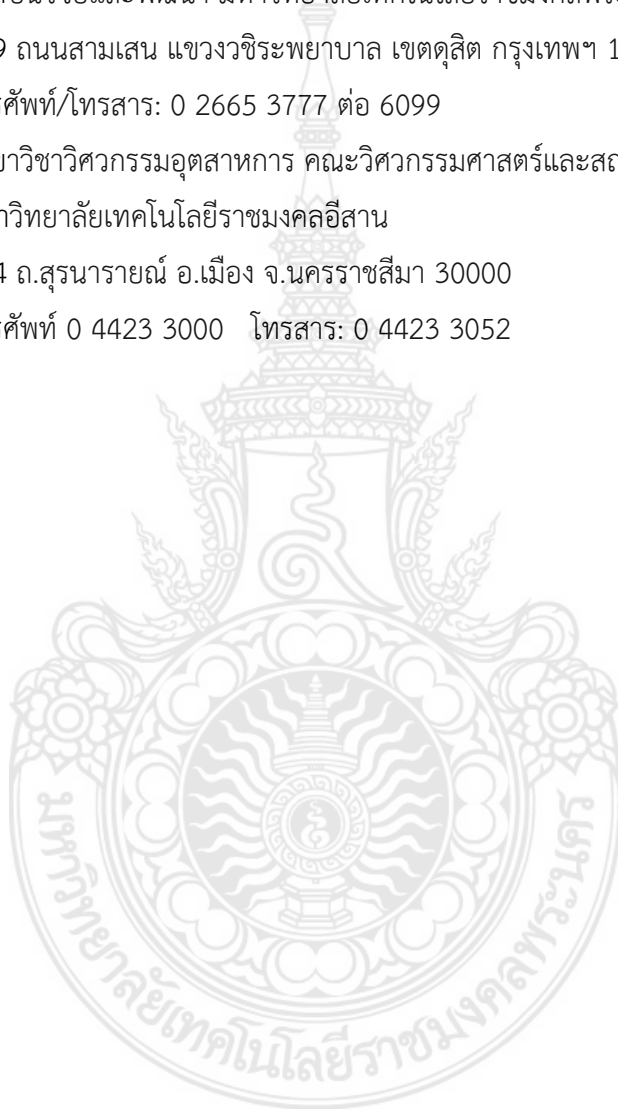 9 ถนนสามเสน แขวงวชิระพยาบาล เขตดุสิต กรุงเทพฯ 1
รศัพท์/โทรสาร: 0 2665 3777 ต่อ 6099
าวิชาวิศวกรรมอุตสาหการ คณะวิศวกรรมศาสตร์และสถ
าวิทยาลัยเทคโนโลยีราชมงคลอีสาน
4 ถ.สุรนารายณ์ อ.เมือง จ.นครราชสีมา 30000
รศัพท์ 0 4423 3000 โทรสาร: 0 4423 3052
มหาวิทยาลัยเทคโนโลยีราชมงคลพระนคร